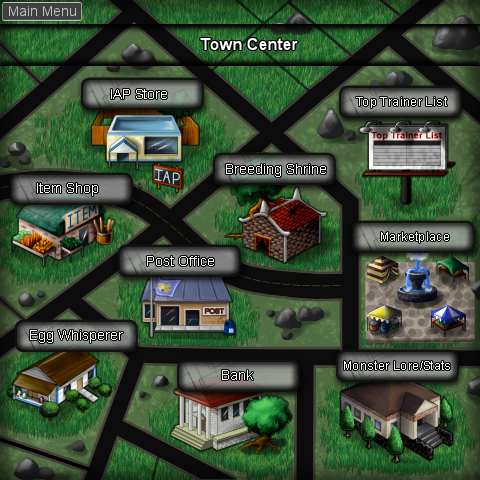 Main Menu
Town Center
IAP Store
Top Trainer List
Top Trainer List
IAP
Breeding Shrine
Item Shop
ITEM
Marketplace
Post Office
POST
Egg Whisperer
Bank
Monster Lore/Stats